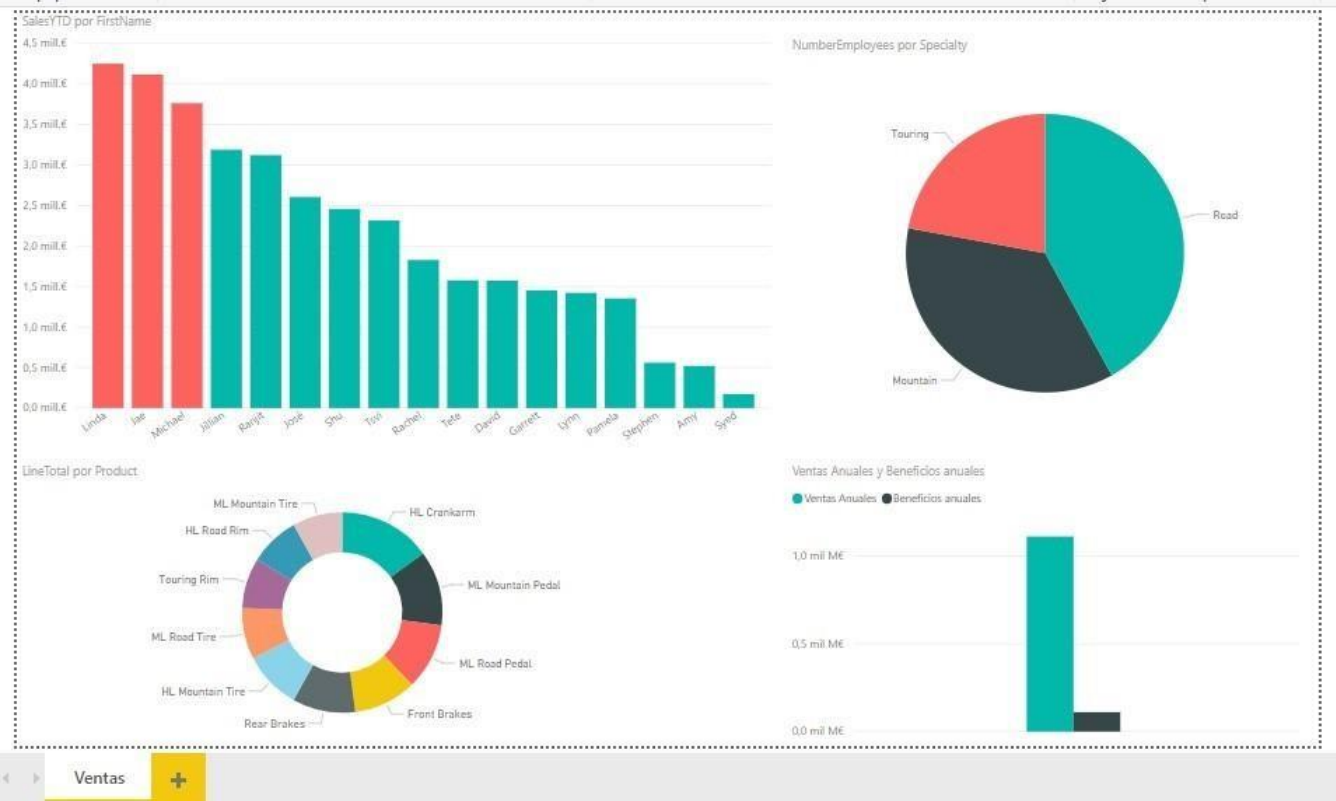 SalesYTD por FirstName
4,5 mill.€
4,0 mill.€
3,5 mill.€
3,0 mill.€
2,5 mill.€
2,0 mill.€
1,5 mill.€
1,0 mill.€
0,5 mill.€
0,0 mill.€
Linda
Jae
Michael
Jillian
Ranjit
José
Shu
Tsvi
Rachel
Tete
David
Garrett
Lynn
Pamela
Stephen
Amy
Syed
NumberEmployees por Specialty
Touring
Road
Mountain
LineTotal por Product
ML Mountain Tire
HL Crankarm
HL Road Rim
ML Mountain Pedal
Touring Rim
ML Road Tire
ML Road Pedal
HL Mountain Tire
Front Brakes
Rear Brakes
Ventas Anuales y Beneficios anuales
Ventas Anuales Beneficios anuales
1,0 mil M€
0,5 mil M€
0,0 mil M€
Ventas